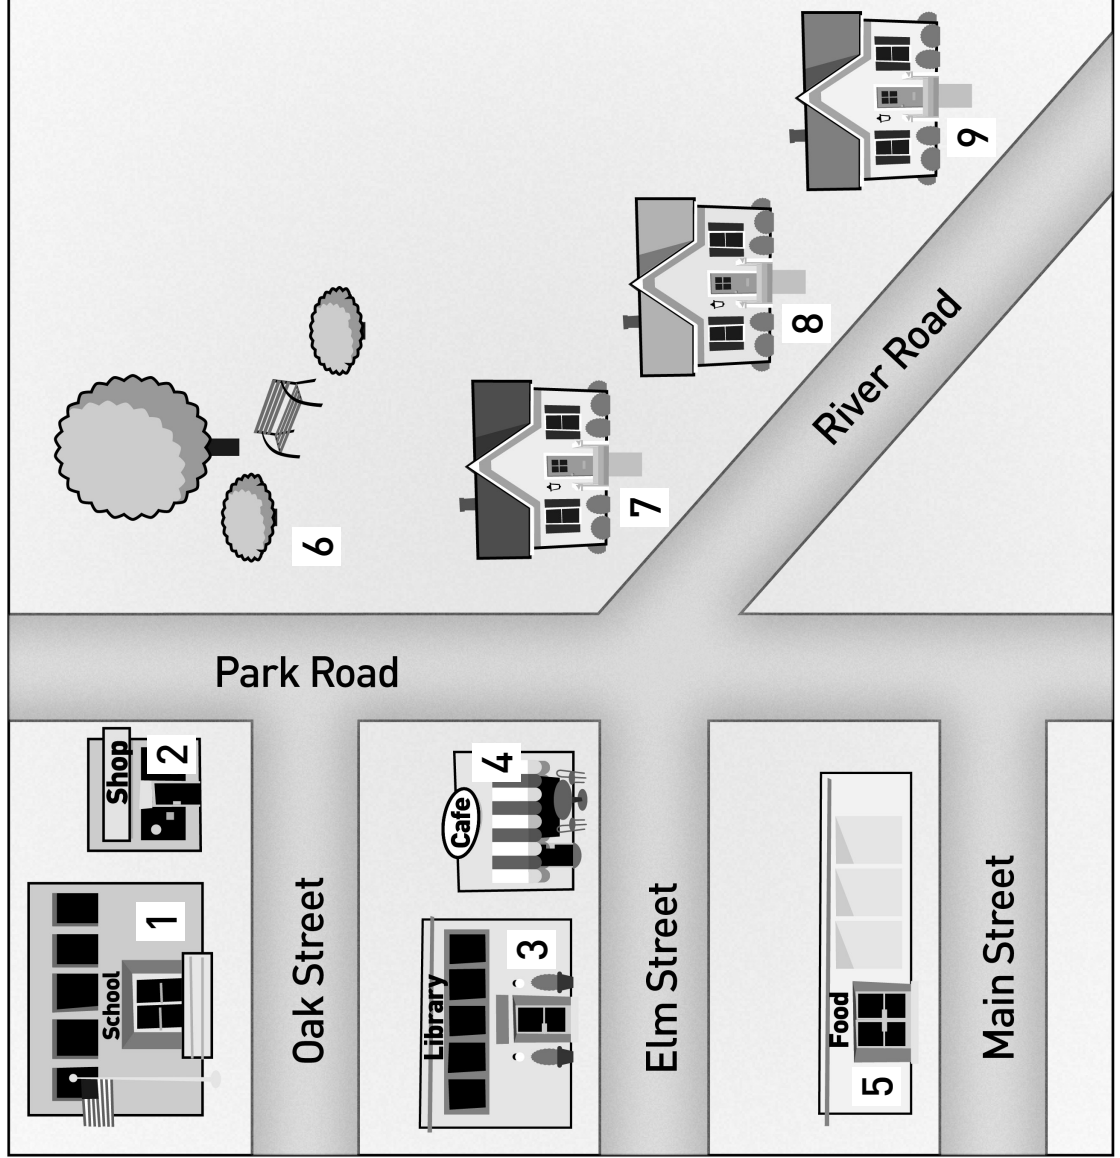 School
Shop
1
2
Oak Street
6
Park Road
Library
Cafe
4
3
7
Elm Street
8
River Road
Food
5
9
Main Street